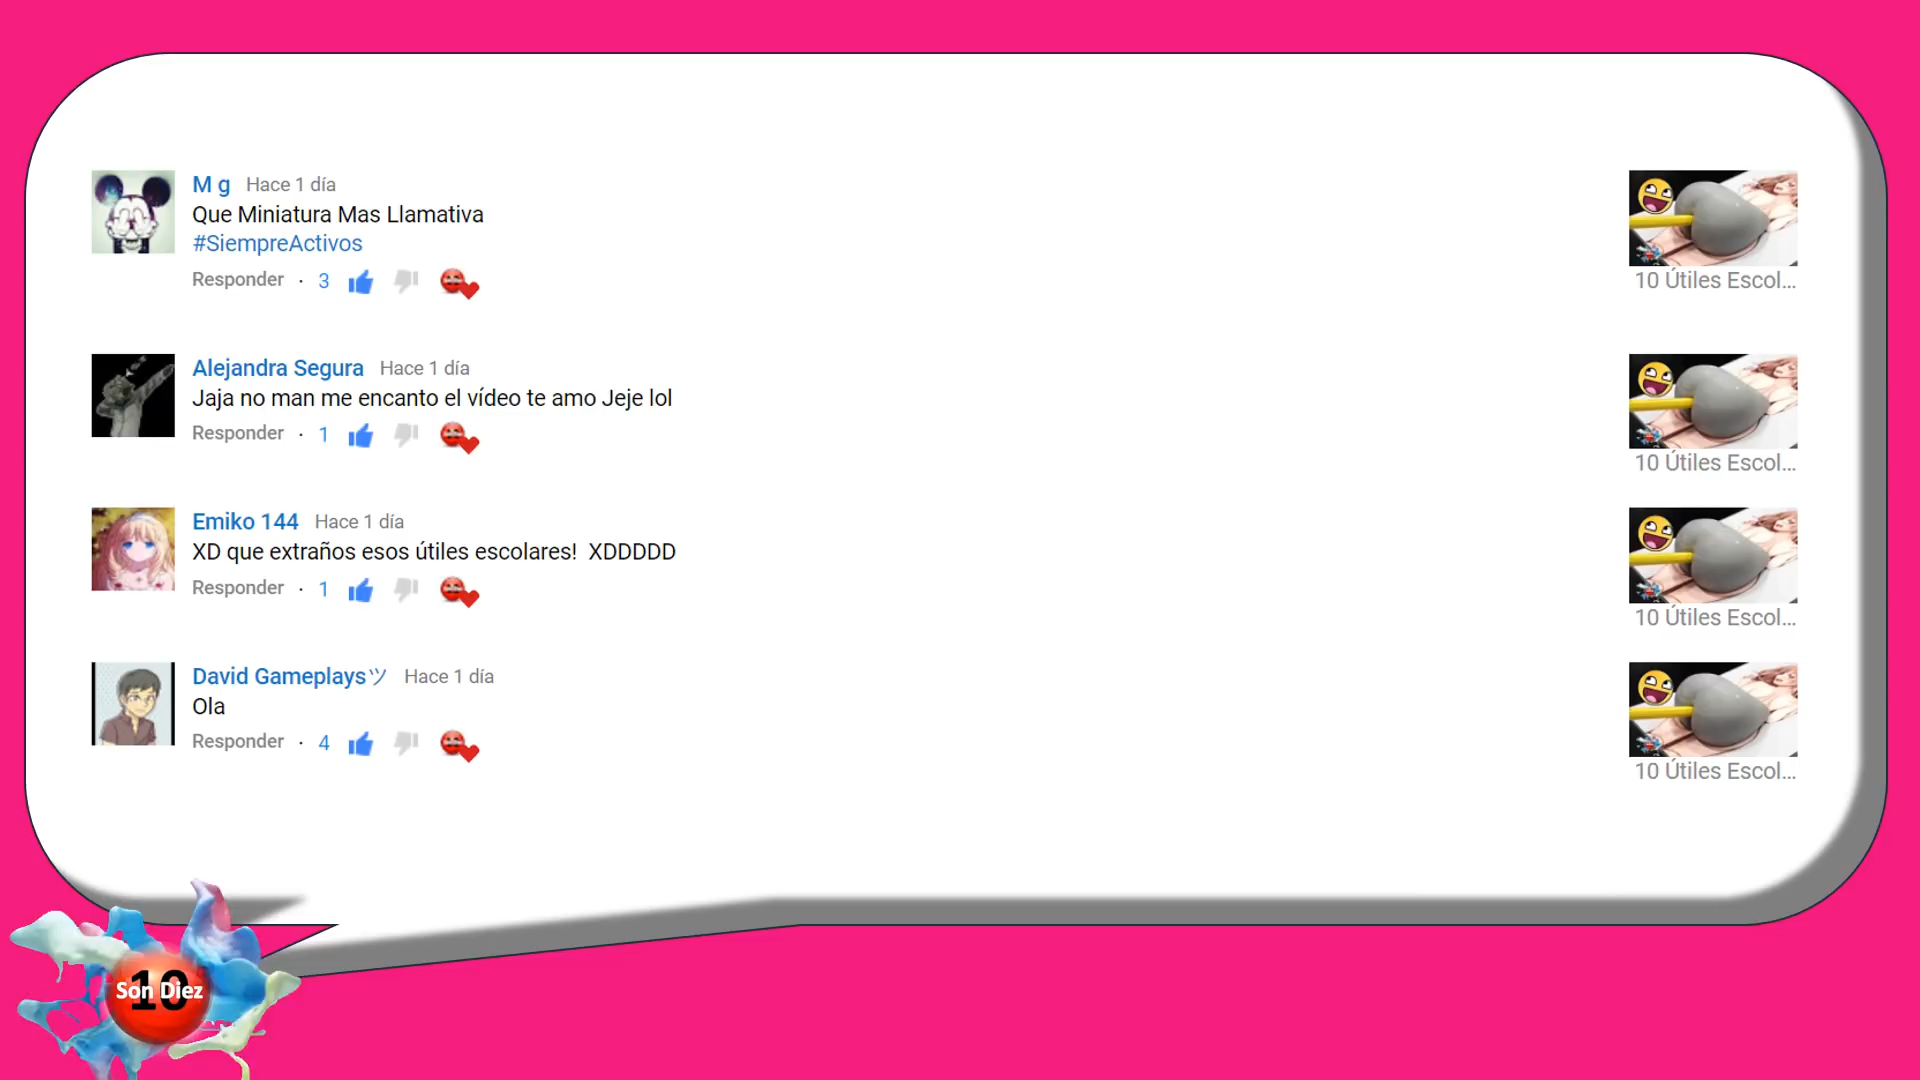 M g Hace 1 día
Que Miniatura Mas Llamativa
#SiempreActivos
Responder · 3
10 Útiles Escol...
Alejandra Segura Hace 1 día
Jaja no man me encanto el vídeo te amo Jeje lol
Responder · 1
10 Útiles Escol...
Emiko 144 Hace 1 día
XD que extraños esos útiles escolares!  XDDDDD
Responder · 1
10 Útiles Escol...
David Gameplaysツ Hace 1 día
Ola
Responder · 4
10 Útiles Escol...
10
Son Diez